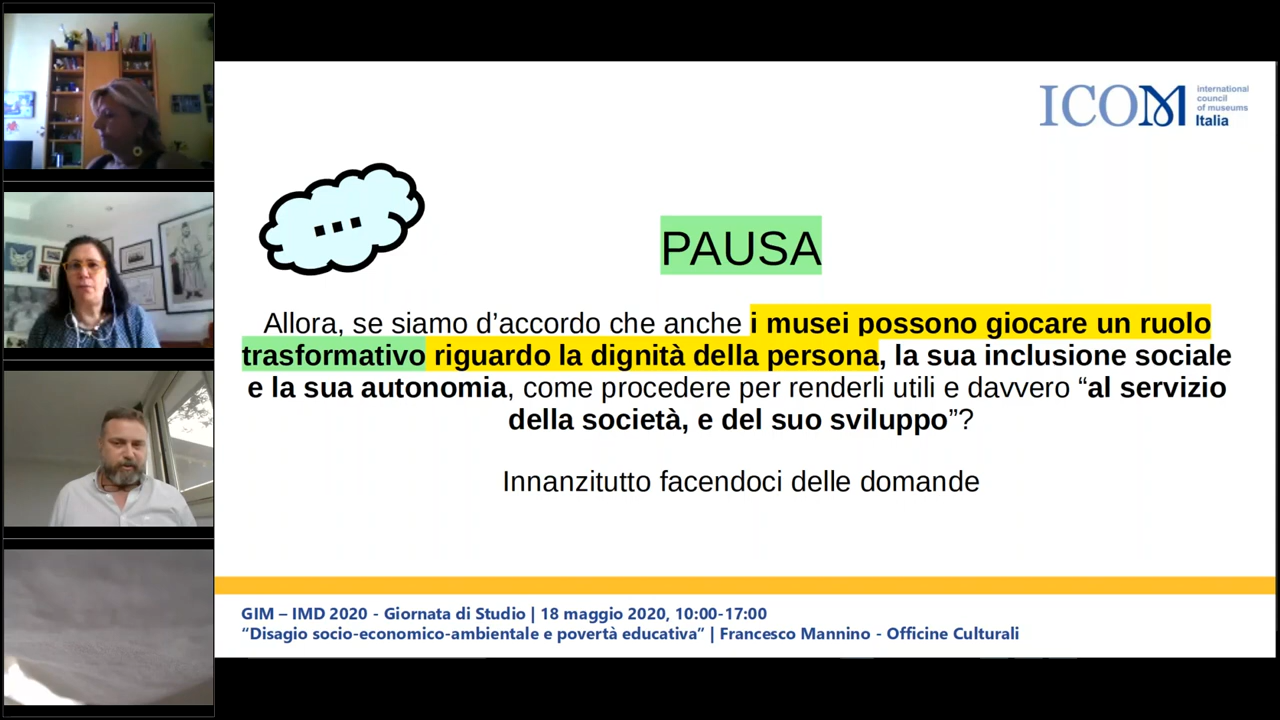 ICOM
international
council
of museums
Italia
...
PAUSA
Allora, se siamo d’accordo che anche i musei possono giocare un ruolo
trasformativo riguardo la dignità della persona, la sua inclusione sociale
e la sua autonomia, come procedere per renderli utili e davvero “al servizio
della società, e del suo sviluppo”?
Innanzitutto facendoci delle domande
GIM – IMD 2020 - Giornata di Studio | 18 maggio 2020, 10:00-17:00
“Disagio socio-economico-ambientale e povertà educativa” | Francesco Mannino - Officine Culturali